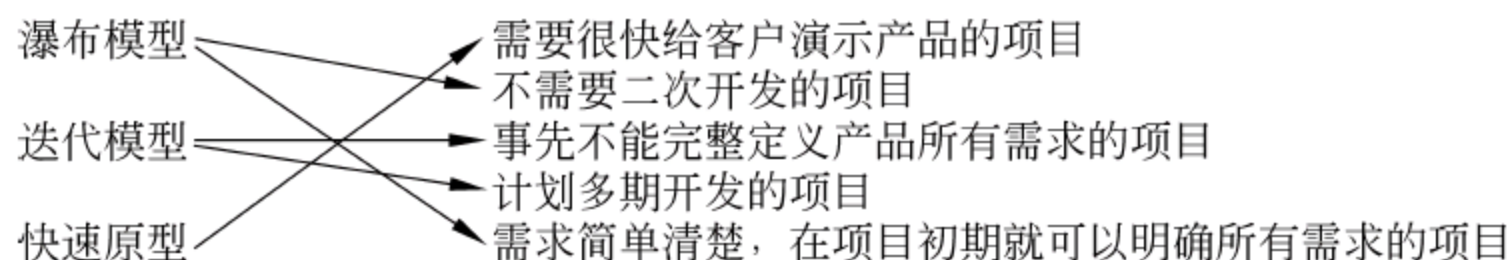 瀑布模型
迭代模型
快速原型
需要很快给客户演示产品的项目
不需要二次开发的项目
事先不能完整定义产品所有需求的项目
计划多期开发的项目
需求简单清楚，在项目初期就可以明确所有需求的项目